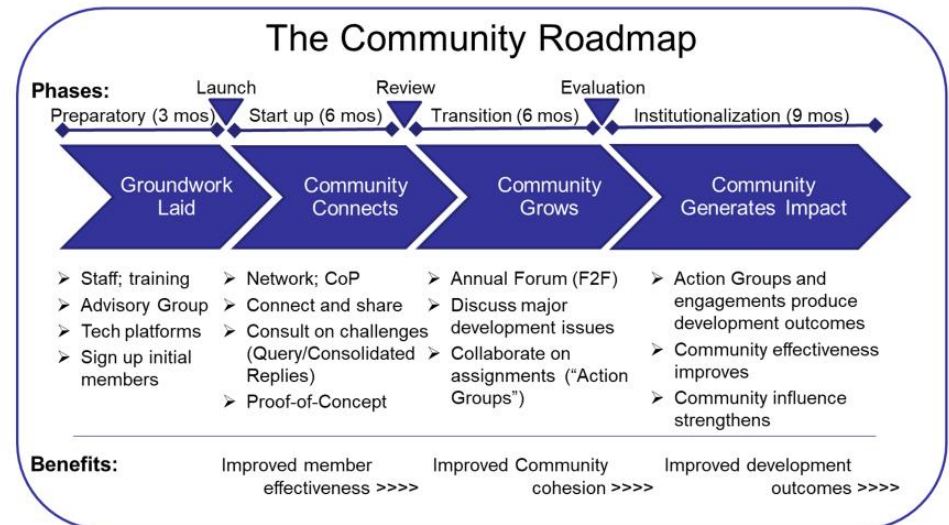 The Community Roadmap
Phases:
Launch
Review
Evaluation
Preparatory (3 mos)
Start up (6 mos)
Transition (6 mos)
Institutionalization (9 mos)
Groundwork
Laid
Community
Connects
Community
Grows
Community
Generates Impact
➢ Staff; training
➢ Advisory Group
➢ Tech platforms
➢ Sign up initial
members
➢ Network; CoP
➢ Connect and share
➢ Consult on challenges
(Query/Consolidated
Replies)
➢ Proof-of-Concept
➢ Annual Forum (F2F)
➢ Discuss major
development issues
➢ Collaborate on
assignments (“Action
Groups”)
➢ Action Groups and
engagements produce
development outcomes
➢ Community effectiveness
improves
➢ Community influence
strengthens
Benefits:
Improved member
effectiveness >>>>
Improved Community
cohesion >>>>
Improved development
outcomes >>>>